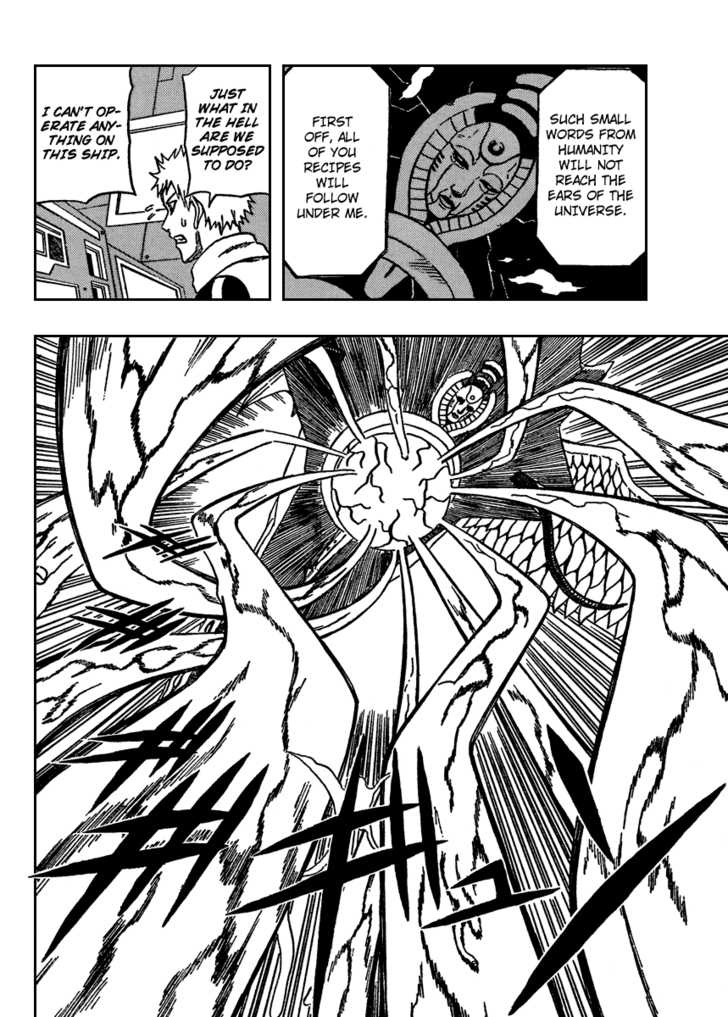 SUCH SMALL
WORDS FROM
HUMANITY
WILL NOT
REACH THE
EARS OF THE
UNIVERSE.
FIRST
OFF, ALL
OF YOU
RECIPES
WILL
FOLLOW
UNDER ME.
JUST
WHAT IN
THE HELL
ARE WE
SUPPOSED
TO DO?
I CAN'T OP-
ERATE ANY-
THING ON
THIS SHIP.